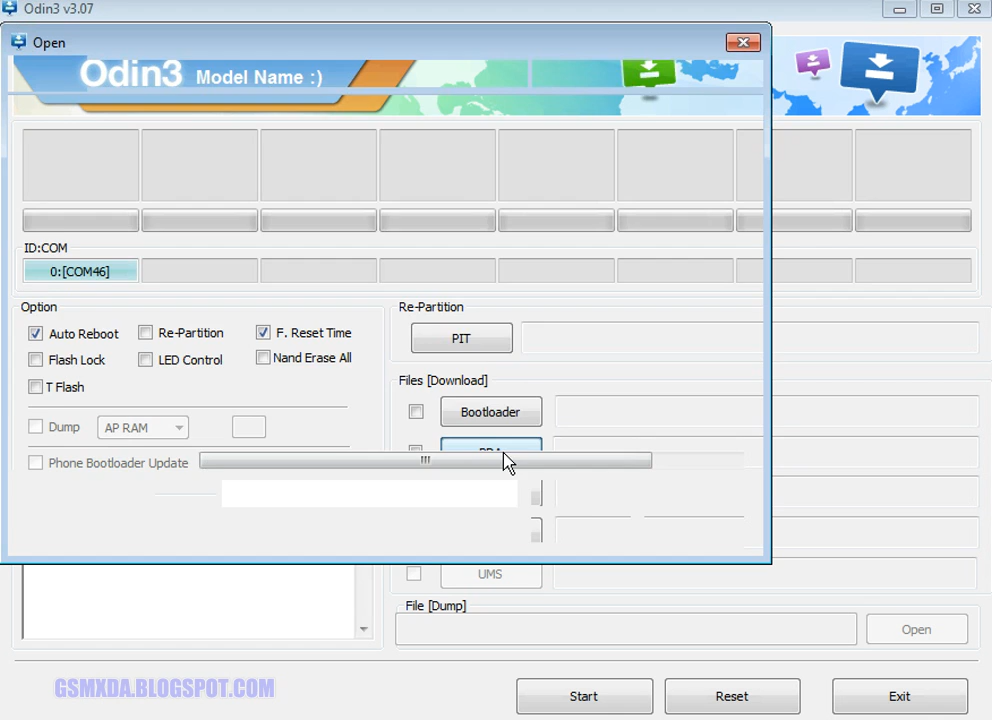 Odin3 v3.07
Open
Odin3 Model Name :)
ID:COM
0:[COM46]
Option
Auto Reboot
Re-Partition
F. Reset Time
Flash Lock
LED Control
Nand Erase All
T Flash
Dump
AP RAM
Phone Bootloader Update
Re-Partition
PIT
Files [Download]
Bootloader
PDA
UMS
File [Dump]
Open
GSMXDA.BLOGSPOT.COM
Start
Reset
Exit